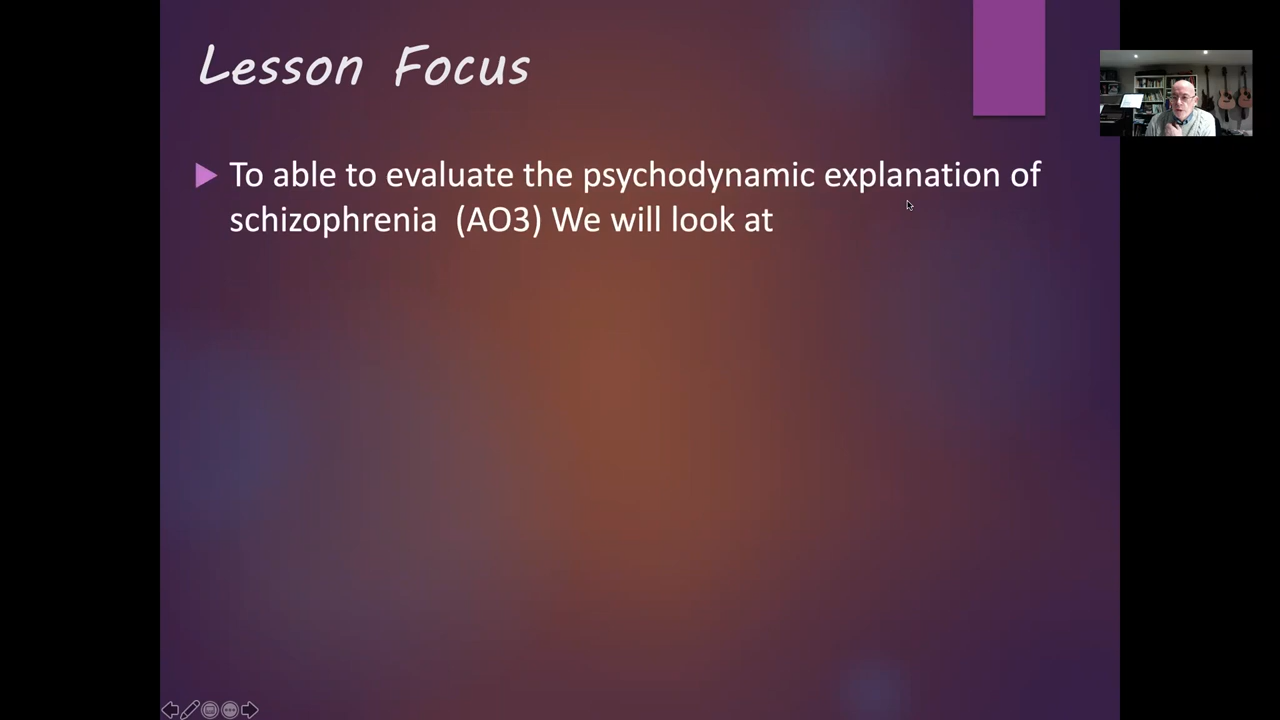 Lesson Focus
To able to evaluate the psychodynamic explanation of
schizophrenia (AO3) We will look at